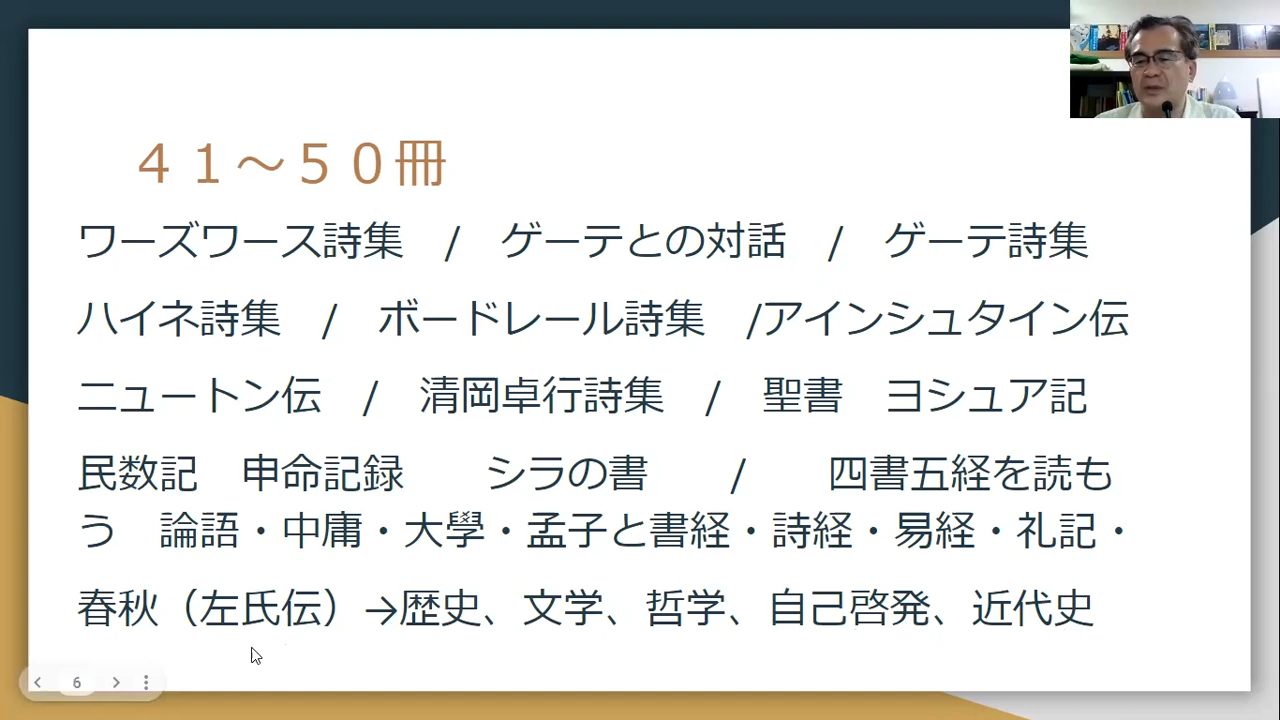 ４１～５０冊
ワーズワース詩集　/　ゲーテとの対話　/　ゲーテ詩集
ハイネ詩集　/　ボードレール詩集　/アインシュタイン伝
ニュートン伝　/　清岡卓行詩集　/　聖書　ヨシュア記
民数記　申命記録　　シラの書　　/　　四書五経を読も
う　論語・中庸・大學・孟子と書経・詩経・易経・礼記・
春秋（左氏伝）→歴史、文学、哲学、自己啓発、近代史
6